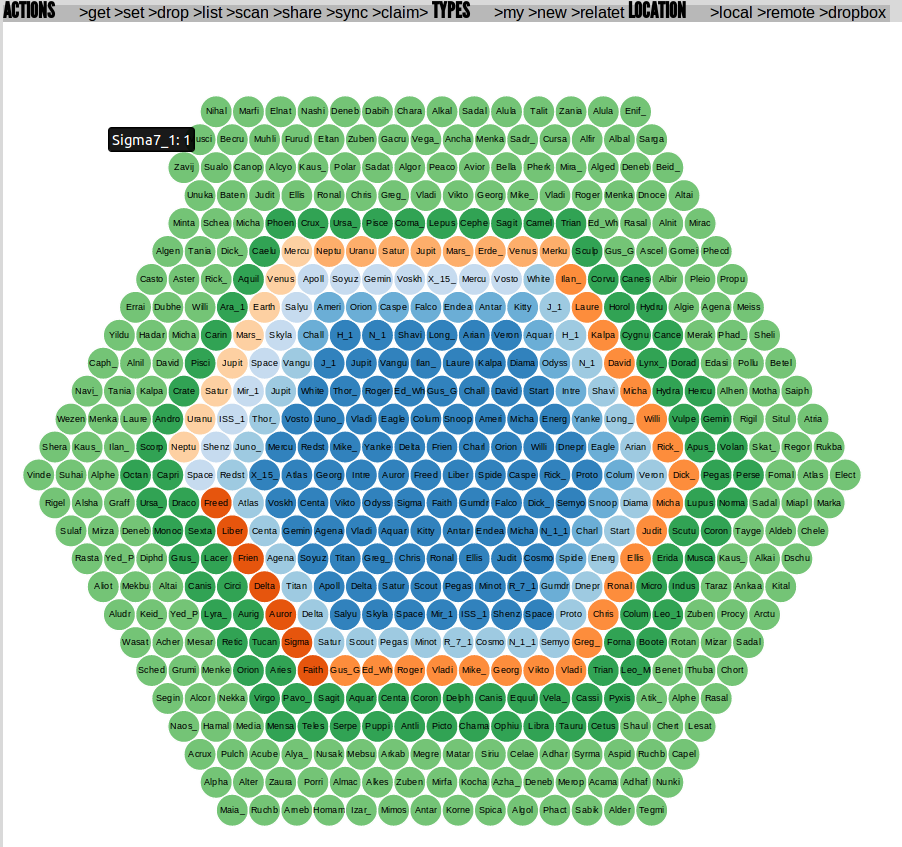 ACTIONS >get >set >drop >list >scan >share >sync >claim> TYPES >my >new >relatet LOCATION >local >remote >dropbox
Nihal Marfi Elnat Nashi Deneb Dabih Chara Alkal Sadal Alula Talit Zania Alula Enif_
Sigma7_1: 1 usci Becru Muhli Furud Eltan Zuben Gacru Vega_ Ancha Menka Sadr_ Cursa Alfir Albal Sarga
Zavij Sualo Canop Alcyo Kaus_ Polar Sadat Algor Peaco Avior Bella Pherk Mira_ Alged Deneb Beid_
Unuka Baten Judit Ellis Ronal Chris Greg_ Vladi Vikto Georg Mike_ Vladi Roger Menka Dnoce Altai
Minta Schea Micha Phoen Crux_ Ursa_ Pisce Coma_ Lepus Cephe Sagit Camel Trian Ed_Wh Rasal Alnit Mirac
Algen Tania Dick_ Caelu Mercu Neptu Uranu Satur Jupit Mars_ Erde_ Venus Merku Sculp Gus_G Ascel Gomei Phecd
Casto Aster Rick_ Aquil Venus Apoll Soyuz Gemin Voskh X_15_ Mercu Vosto White Ilan_ Corvu Canes Albir Pleio Propu
Errai Dubhe Willi Ara_1 Earth Salyu Ameri Orion Caspe Falco Endea Antar Kitty J_1 Laure Horol Hydru Algie Agena Meiss
Yildu Hadar Micha Carin Mars_ Skyla Chall H_1 N_1 Shavi Long_ Arian Veron Aquar H_1 Kalpa Cygnu Cance Merak Phad_ Sheli
Caph_ Alnil David Pisci Jupit Space Vangu J_1 Jupit Vangu Ilan_ Laure Kalpa Diama Odyss N_1 David Lynx_ Dorad Edasi Pollu Betel
Navi_ Tania Kalpa Crate Satur Mir_1 Jupit White Thor_ Roger Ed_Wh Gus_G Chall David Start Intre Shavi Micha Hydra Hercu Alhen Motha Saiph
Wezen Menka Laure Andro Uranu ISS_1 Thor_ Vosto Juno_ Vladi Eagle Colum Snoop Ameri Micha Energ Yanke Long_ Willi Vulpe Gemin Rigil Situl Atria
Shera Kaus_ Ilan_ Scorp Neptu Shenz Juno_ Mercu Redst Mike_ Yanke Delta Frien Charl Orion Willi Dnepr Eagle Arian Rick_ Apus_ Volan Skat_ Regor Rukba
Vinde Suhai Alphe Octan Capri Space Redst X_15_ Atlas Georg Intre Auror Freed Liber Spide Caspe Rick_ Proto Colum Veron Dick_ Pegas Perse Fomal Atlas Elect
Rigel Alsha Graff Ursa_ Draco Freed Atlas Voskh Centa Vikto Odyss Sigma Faith Gumdr Falco Dick_ Semyo Snoop Diama Micha Lupus Norma Sadal Miapl Marka
Sulaf Mirza Deneb Monoc Sexta Liber Centa Gemin Agena Vladi Aquar Kitty Antar Endea Micha N_1_1 Charl Start Judit Scutu Coron Tayge Aldeb Chele
Rasta Yed_P Diphd Grus_ Lacer Frien Agena Soyuz Titan Greg_ Chris Ronal Ellis Judit Cosmo Spide Energ Ellis Erida Musca Kaus_ Alkai Dschu
Aliot Mekbu Altai Canis Circi Delta Titan Apoll Delta Satur Scout Pegas Minot R_7_1 Gumdr Dnepr Ronal Micro Indus Taraz Ankaa Kital
Aludr Keid_ Yed_P Lyra_ Aurig Auror Delta Salyu Skyla Space Mir_1 ISS_1 Shenz Space Proto Chris Colum Leo_1 Zuben Procy Arctu
Wasat Acher Mesar Retic Tucan Sigma Satur Scout Pegas Minot R_7_1 Cosmo N_1_1 Semyo Greg_ Forna Boote Rotan Mizar Sadal
Sched Grumi Menke Orion Aries Faith Gus_G Ed_Wh Roger Vladi Mike_ Georg Vikto Vladi Trian Leo_M Benet Thuba Chort
Segin Alcor Nekka Virgo Pavo_ Sagit Aquar Centa Coron Delph Canis Equul Vela_ Cassi Pyxis Atik_ Alphe Rasal
Naos_ Hamal Media Mensa Teles Serpe Puppi Antli Picto Chama Ophiu Libra Tauru Cetus Shaul Chert Lesat
Acrux Pulch Acube Alya_ Nusak Mebsu Arkab Megre Matar Siriu Celae Adhar Syrma Aspid Ruchb Capel
Alpha Alter Zaura Porri Almac Alkes Zuben Mirfa Kocha Azha_ Deneb Merop Acama Adhaf Nunki
Maia_ Ruchb Arneb Homam Izar_ Mimos Antar Korne Spica Algol Phact Sabik Alder Tegmi